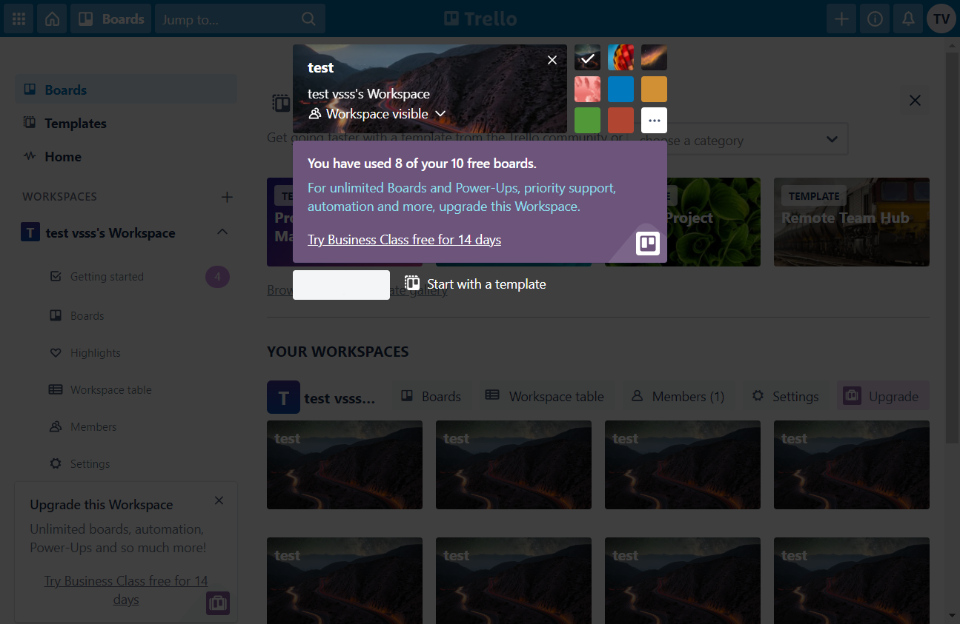 Boards
Jump to...
Trello
TV
test
test vsss's Workspace
Workspace visible
Boards
Templates
Home
WORKSPACES
test vsss's Workspace
T
Getting started
4
Boards
Highlights
Workspace table
Members
Settings
Upgrade this Workspace
Unlimited boards, automation,
Power-Ups and so much more!
Try Business Class free for 14
days
Get going faster with a template from the Trello community or
choose a category
You have used 8 of your 10 free boards.
For unlimited Boards and Power-Ups, priority support,
automation and more, upgrade this Workspace.
Try Business Class free for 14 days
Project
TEMPLATE
Remote Team Hub
Start with a template
gallery
YOUR WORKSPACES
T
test vsss...
Boards
Workspace table
Members (1)
Settings
Upgrade
test
test
test
test
test
test
test
test